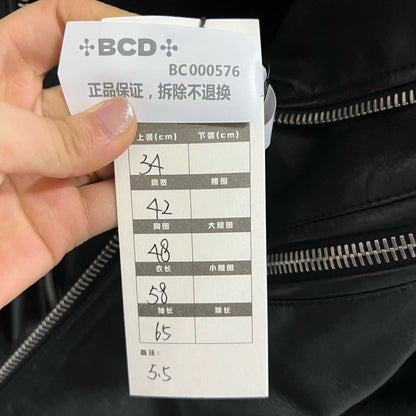 BCD
BC000576
正品保证，拆除不退换
上装(cm) 下装(cm)
34
肩宽 腰围
42
胸围 大腿围
48
衣长 小腿围
58
袖长 裤长
65
备注:
5.5